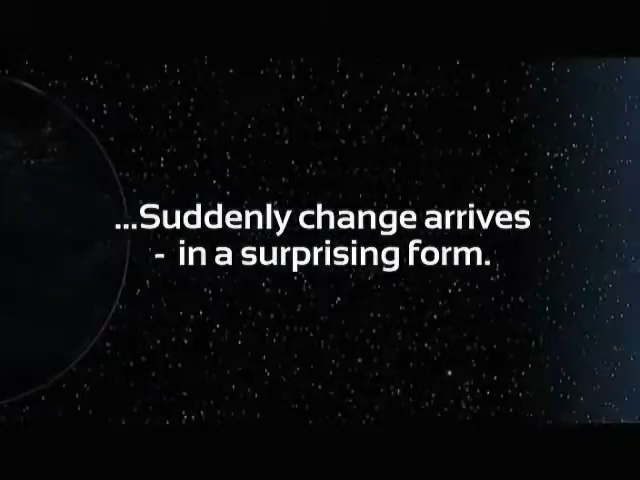 ...Suddenly change arrives
- in a surprising form.